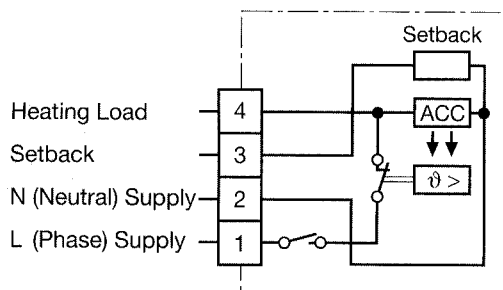 Setback
Heating Load 4 ACC
Setback 3
N (Neutral) Supply 2 ϑ >
L (Phase) Supply 1